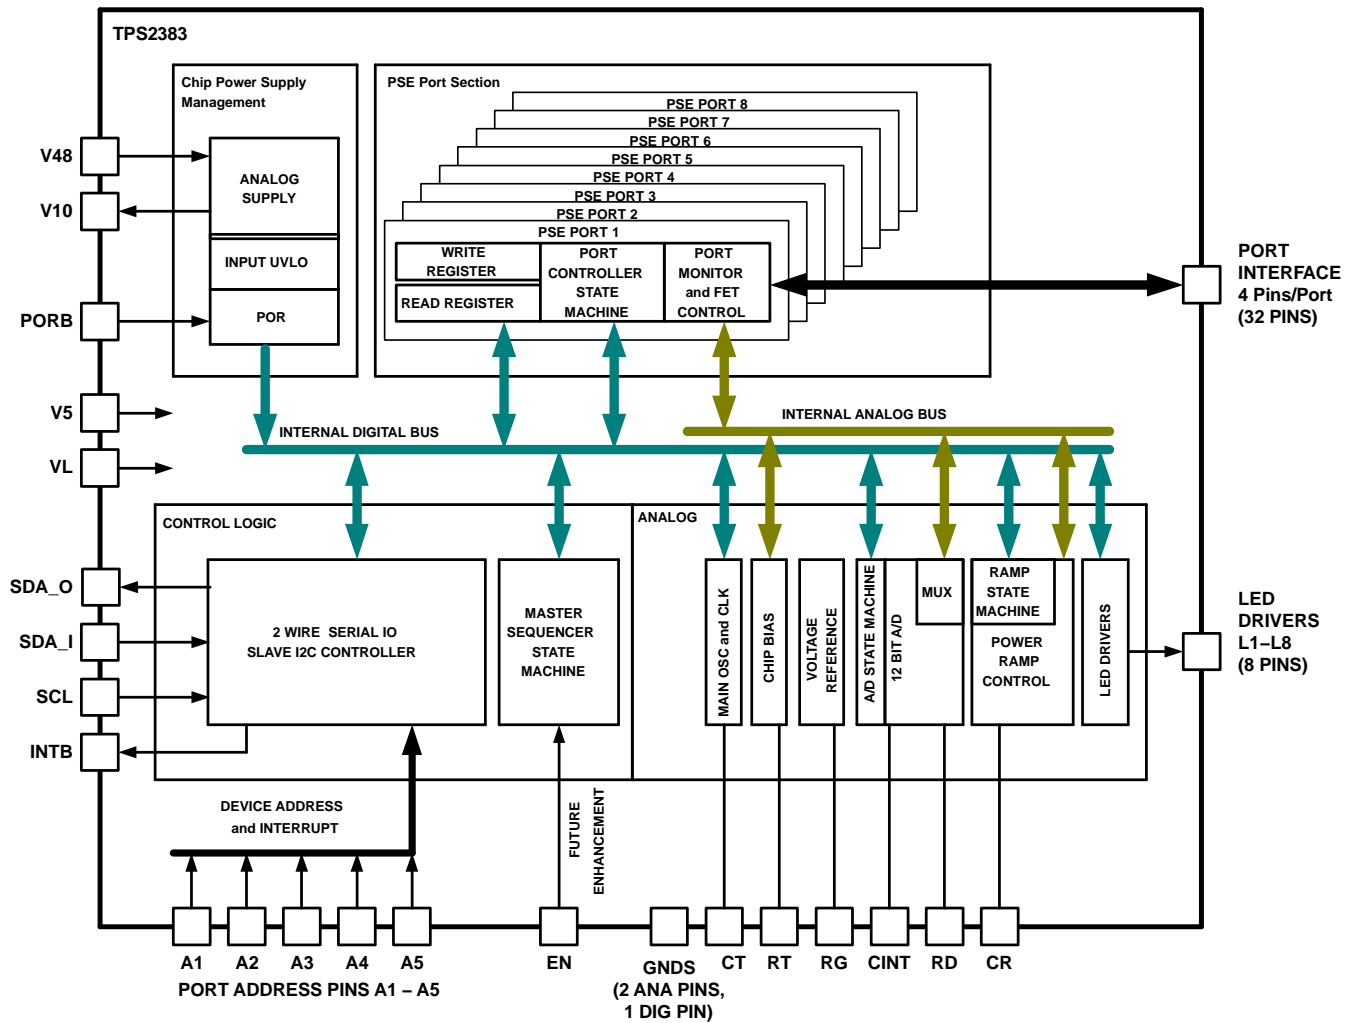 TPS2383
Chip Power Supply
Management
PSE Port Section
PSE PORT 8
PSE PORT 7
PSE PORT 6
PSE PORT 5
PSE PORT 4
PSE PORT 3
PSE PORT 2
PSE PORT 1
V48
V10
PORB
V5
VL
ANALOG
SUPPLY
INPUT UVLO
POR
WRITE
REGISTER
READ REGISTER
PORT
CONTROLLER
STATE
MACHINE
PORT
MONITOR
and FET
CONTROL
PORT
INTERFACE
4 Pins/Port
(32 PINS)
INTERNAL ANALOG BUS
INTERNAL DIGITAL BUS
CONTROL LOGIC
ANALOG
SDA_O
SDA_I
SCL
INTB
2 WIRE SERIAL IO
SLAVE I2C CONTROLLER
MASTER
SEQUENCER
STATE
MACHINE
MAIN OSC and CLK
CHIP BIAS
VOLTAGE
REFERENCE
A/D STATE MACHINE
12 BIT A/D
MUX
RAMP
STATE
MACHINE
POWER
RAMP
CONTROL
LED DRIVERS
LED
DRIVERS
L1–L8
(8 PINS)
DEVICE ADDRESS
and INTERRUPT
FUTURE
ENHANCEMENT
A1
A2
A3
A4
A5
PORT ADDRESS PINS A1 – A5
EN
GNDS
(2 ANA PINS,
1 DIG PIN)
CT
RT
RG
CINT
RD
CR